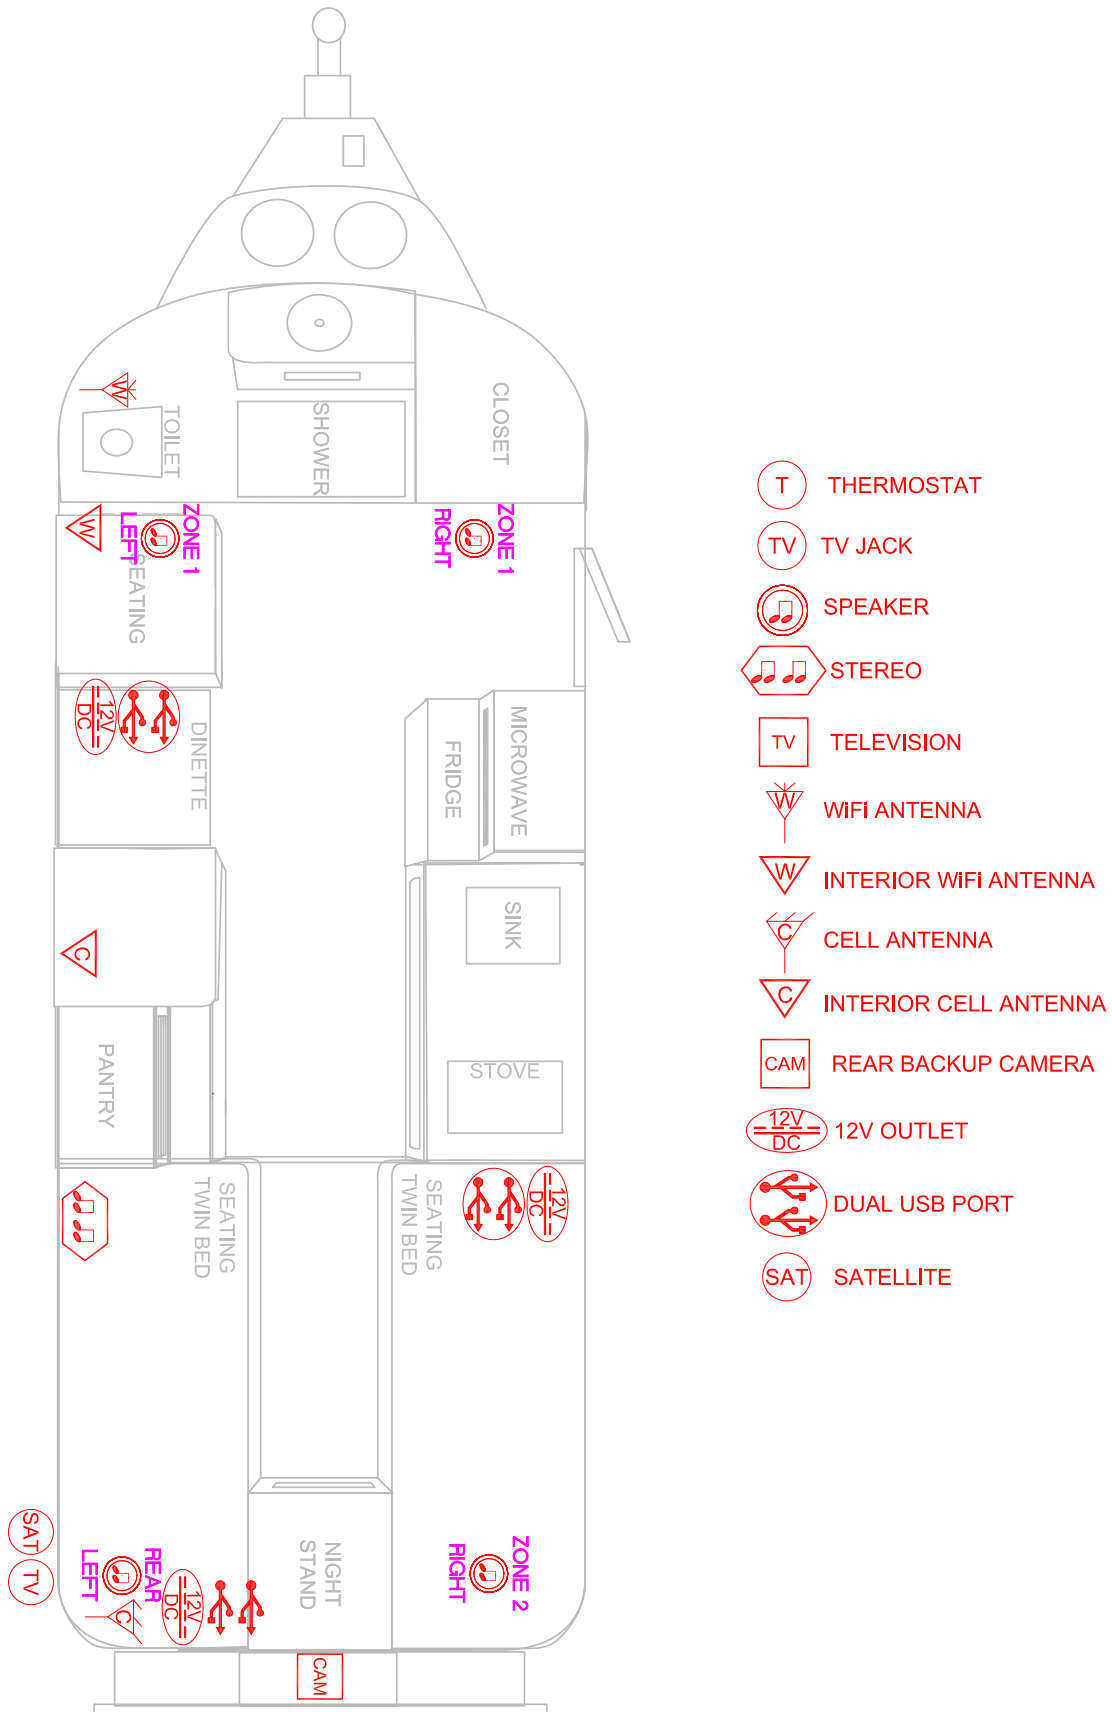 W
TOILET
SHOWER
CLOSET
W
ZONE 1
LEFT
SEATING
ZONE 1
RIGHT
12V
DC
DINETTE
FRIDGE
MICROWAVE
SINK
C
PANTRY
STOVE
SEATING
TWIN BED
SEATING
TWIN BED
12V
DC
SAT
TV
REAR
LEFT
C
12V
DC
NIGHT
STAND
ZONE 2
RIGHT
CAM
T THERMOSTAT
TV TV JACK
SPEAKER
STEREO
TV TELEVISION
W WiFi ANTENNA
W INTERIOR WiFi ANTENNA
C CELL ANTENNA
C INTERIOR CELL ANTENNA
CAM REAR BACKUP CAMERA
12V
DC 12V OUTLET
DUAL USB PORT
SAT SATELLITE